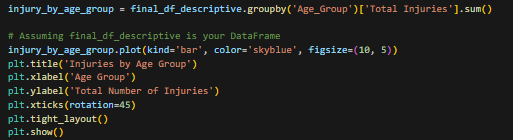 injury_by_age_group = final_df_descriptive.groupby('Age_Group')['Total Injuries'].sum()
# Assuming final_df_descriptive is your DataFrame
injury_by_age_group.plot(kind='bar', color='skyblue', figsize=(10, 5))
plt.title('Injuries by Age Group')
plt.xlabel('Age Group')
plt.ylabel('Total Number of Injuries')
plt.xticks(rotation=45)
plt.tight_layout()
plt.show()